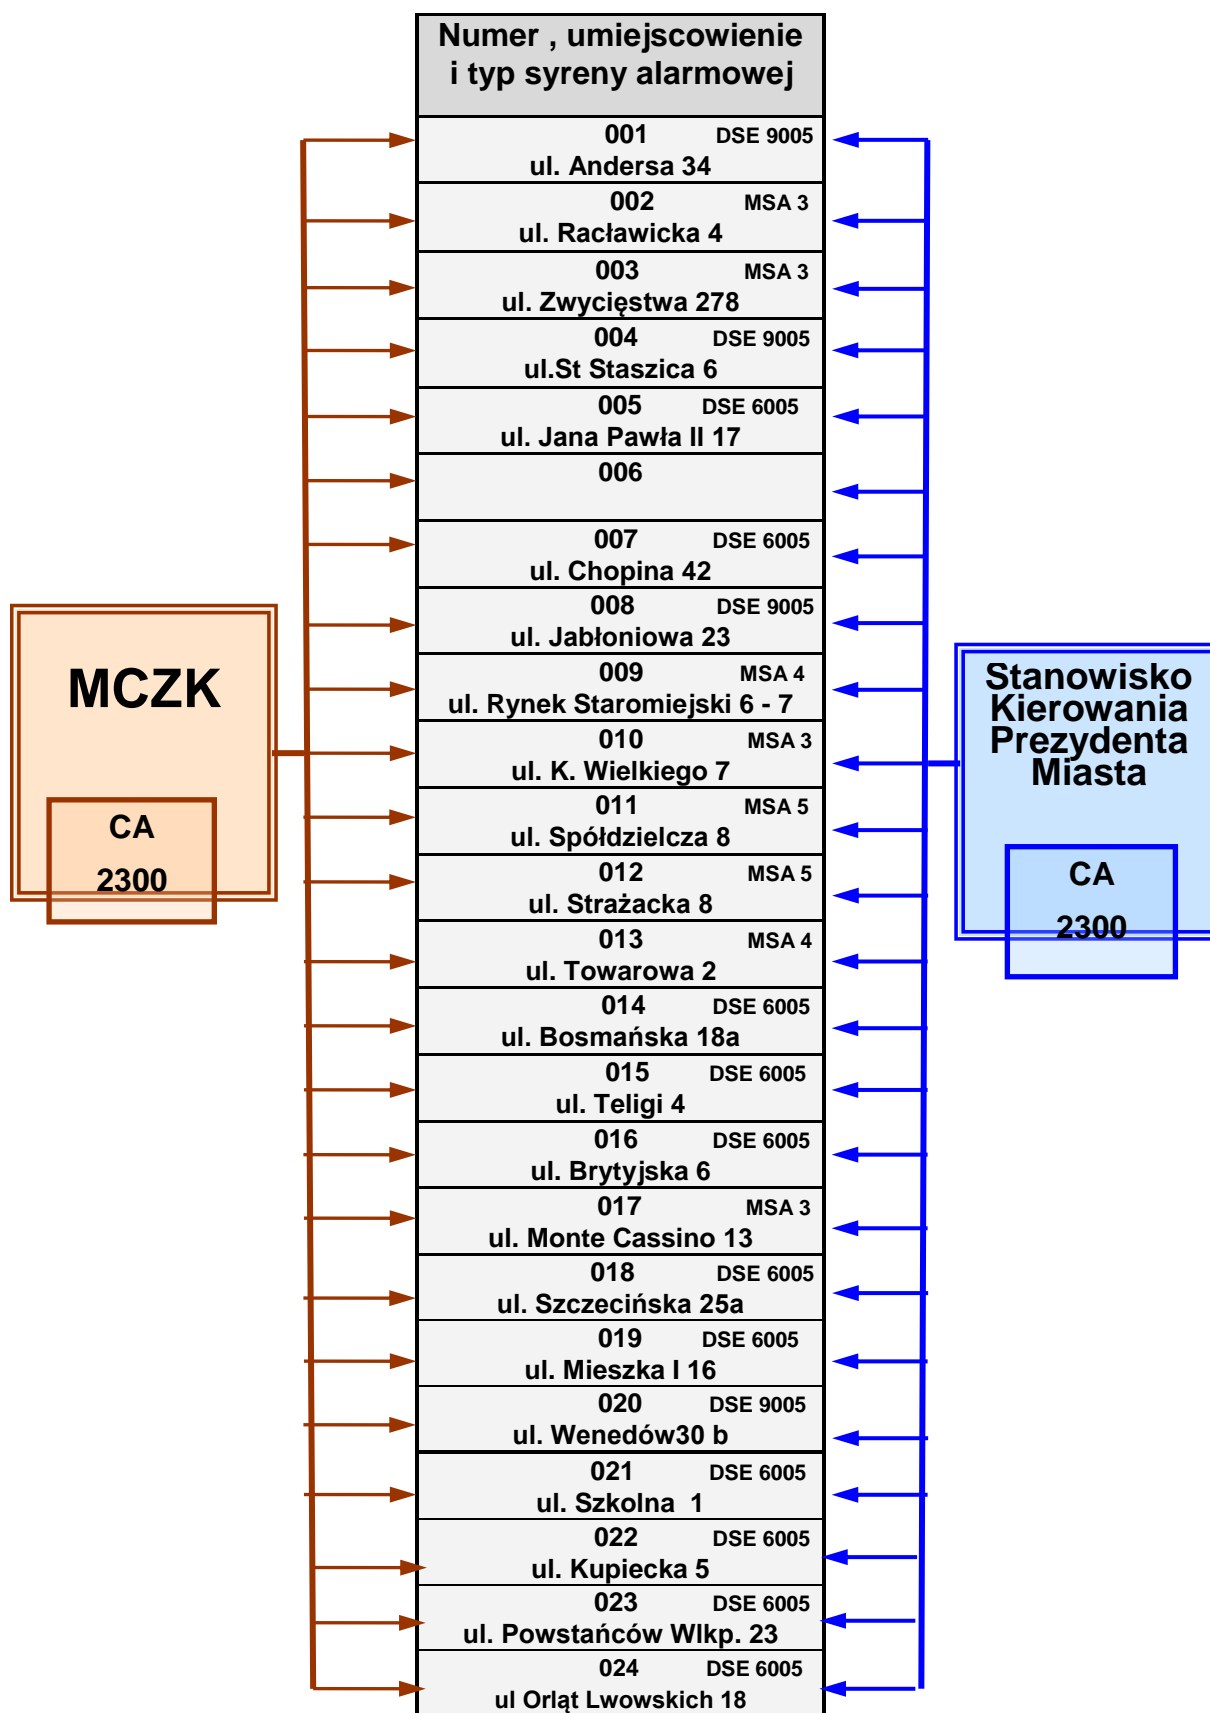 Numer , umiejscowienie
i typ syreny alarmowej
001 DSE 9005
ul. Andersa 34
002 MSA 3
ul. Racławicka 4
003 MSA 3
ul. Zwycięstwa 278
004 DSE 9005
ul.St Staszica 6
005 DSE 6005
ul. Jana Pawła II 17
006
007 DSE 6005
ul. Chopina 42
008 DSE 9005
ul. Jabłoniowa 23
009 MSA 4
ul. Rynek Staromiejski 6 - 7
010 MSA 3
ul. K. Wielkiego 7
011 MSA 5
ul. Spółdzielcza 8
012 MSA 5
ul. Strażacka 8
013 MSA 4
ul. Towarowa 2
014 DSE 6005
ul. Bosmańska 18a
015 DSE 6005
ul. Teligi 4
016 DSE 6005
ul. Brytyjska 6
017 MSA 3
ul. Monte Cassino 13
018 DSE 6005
ul. Szczecińska 25a
019 DSE 6005
ul. Mieszka I 16
020 DSE 9005
ul. Wenedów30 b
021 DSE 6005
ul. Szkolna 1
022 DSE 6005
ul. Kupiecka 5
023 DSE 6005
ul. Powstańców Wlkp. 23
024 DSE 6005
ul Orląt Lwowskich 18
MCZK
CA
2300
Stanowisko
Kierowania
Prezydenta
Miasta
CA
2300